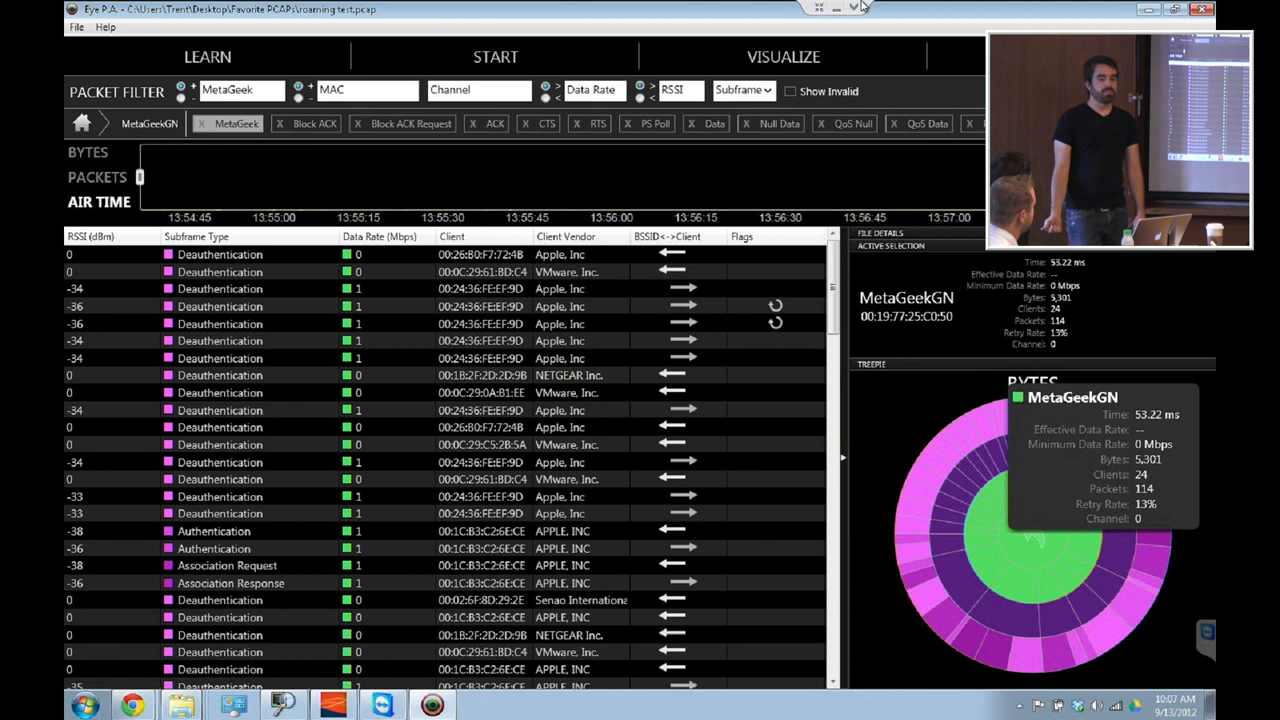 Eye P.A. - C:\Users\Trent\Desktop\Favorite PCAPs\roaming test.pcap
File Help
LEARN START VISUALIZE
PACKET FILTER + - MetaGeek + - MAC Channel > < Data Rate > < RSSI Subframe Show Invalid
MetaGeekGN X MetaGeek X Block ACK X Block ACK Request X CTS X RTS X PS Poll X Data X Null Data X QoS Null X QoS Data X
BYTES
PACKETS
AIR TIME
13:54:45 13:55:00 13:55:15 13:55:30 13:55:45 13:56:00 13:56:15 13:56:30 13:56:45 13:57:00
RSSI (dBm) Subframe Type Data Rate (Mbps) Client Client Vendor BSSID<->Client Flags
0 Deauthentication 0 00:26:B0:F7:72:4B Apple, Inc
0 Deauthentication 0 00:0C:29:61:BD:C4 VMware, Inc.
-34 Deauthentication 1 00:24:36:FE:EF:9D Apple, Inc
-36 Deauthentication 1 00:24:36:FE:EF:9D Apple, Inc
-36 Deauthentication 1 00:24:36:FE:EF:9D Apple, Inc
-34 Deauthentication 1 00:24:36:FE:EF:9D Apple, Inc
-34 Deauthentication 1 00:24:36:FE:EF:9D Apple, Inc
0 Deauthentication 0 00:1B:2F:2D:2D:9B NETGEAR Inc.
0 Deauthentication 0 00:0C:29:0A:B1:EE VMware, Inc.
-34 Deauthentication 1 00:24:36:FE:EF:9D Apple, Inc
0 Deauthentication 0 00:26:B0:F7:72:4B Apple, Inc
0 Deauthentication 0 00:0C:29:C5:2B:5A VMware, Inc.
-34 Deauthentication 1 00:24:36:FE:EF:9D Apple, Inc
0 Deauthentication 0 00:0C:29:61:BD:C4 VMware, Inc.
-33 Deauthentication 1 00:24:36:FE:EF:9D Apple, Inc
-33 Deauthentication 1 00:24:36:FE:EF:9D Apple, Inc
-38 Authentication 1 00:1C:B3:C2:6E:CE APPLE, INC
-36 Authentication 1 00:1C:B3:C2:6E:CE APPLE, INC
-38 Association Request 1 00:1C:B3:C2:6E:CE APPLE, INC
-36 Association Response 1 00:1C:B3:C2:6E:CE APPLE, INC
0 Deauthentication 0 00:02:6F:8D:29:2E Senao Internationa
0 Deauthentication 0 00:1C:B3:C2:6E:CE APPLE, INC
0 Deauthentication 0 00:1B:2F:2D:2D:9B NETGEAR Inc.
0 Deauthentication 0 00:0C:29:61:BD:C4 VMware, Inc.
0 Deauthentication 0 00:1C:B3:C2:6E:CE APPLE, INC
-35 Deauthentication 1 00:1C:B3:C2:6E:CE APPLE, INC
FILE DETAILS
ACTIVE SELECTION
MetaGeekGN
00:19:77:25:C0:50
Time: 53.22 ms
Effective Data Rate: --
Minimum Data Rate: 0 Mbps
Bytes: 5,301
Clients: 24
Packets: 114
Retry Rate: 13%
Channel: 0
TREEPIE
BYTES
MetaGeekGN
Time: 53.22 ms
Effective Data Rate: --
Minimum Data Rate: 0 Mbps
Bytes: 5,301
Clients: 24
Packets: 114
Retry Rate: 13%
Channel: 0
10:07 AM
9/13/2012